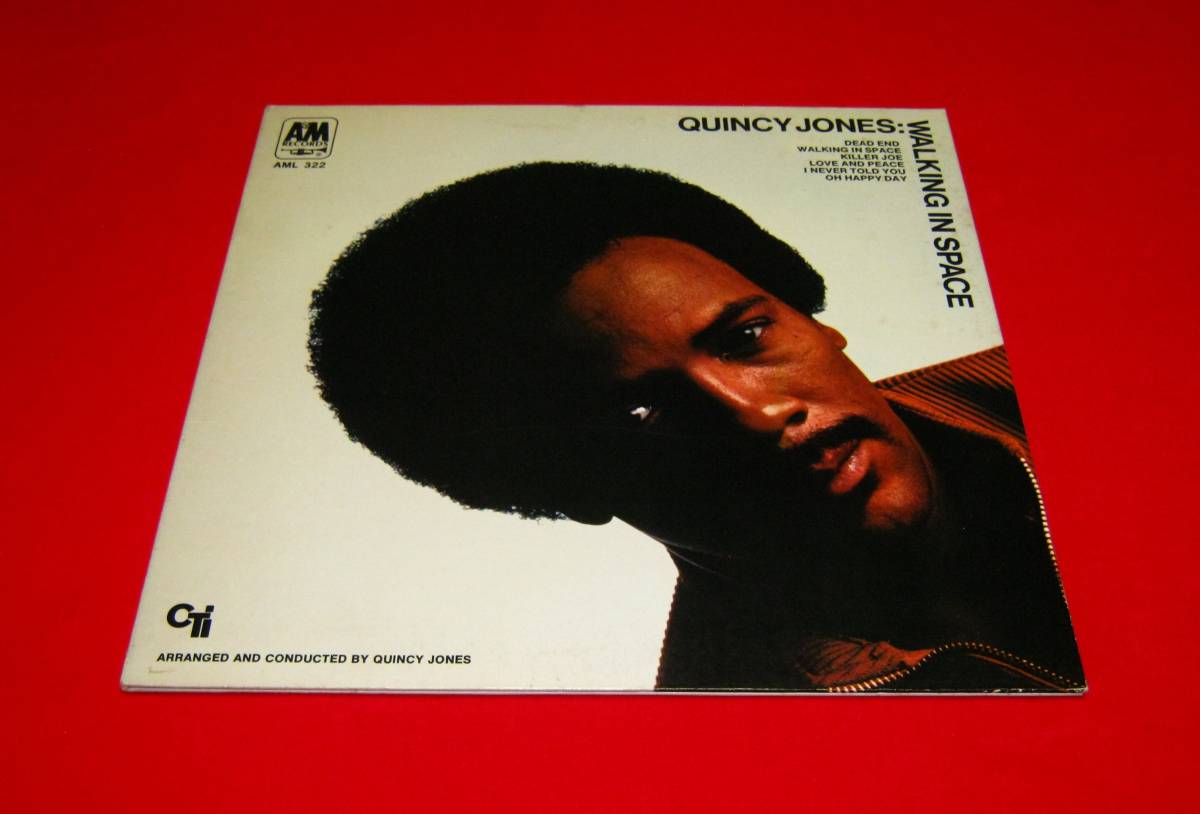 A&M
RECORDS
AML 322
QUINCY JONES:
WALKING IN SPACE
DEAD END
WALKING IN SPACE
KILLER JOE
LOVE AND PEACE
I NEVER TOLD YOU
OH HAPPY DAY
CTi
ARRANGED AND CONDUCTED BY QUINCY JONES